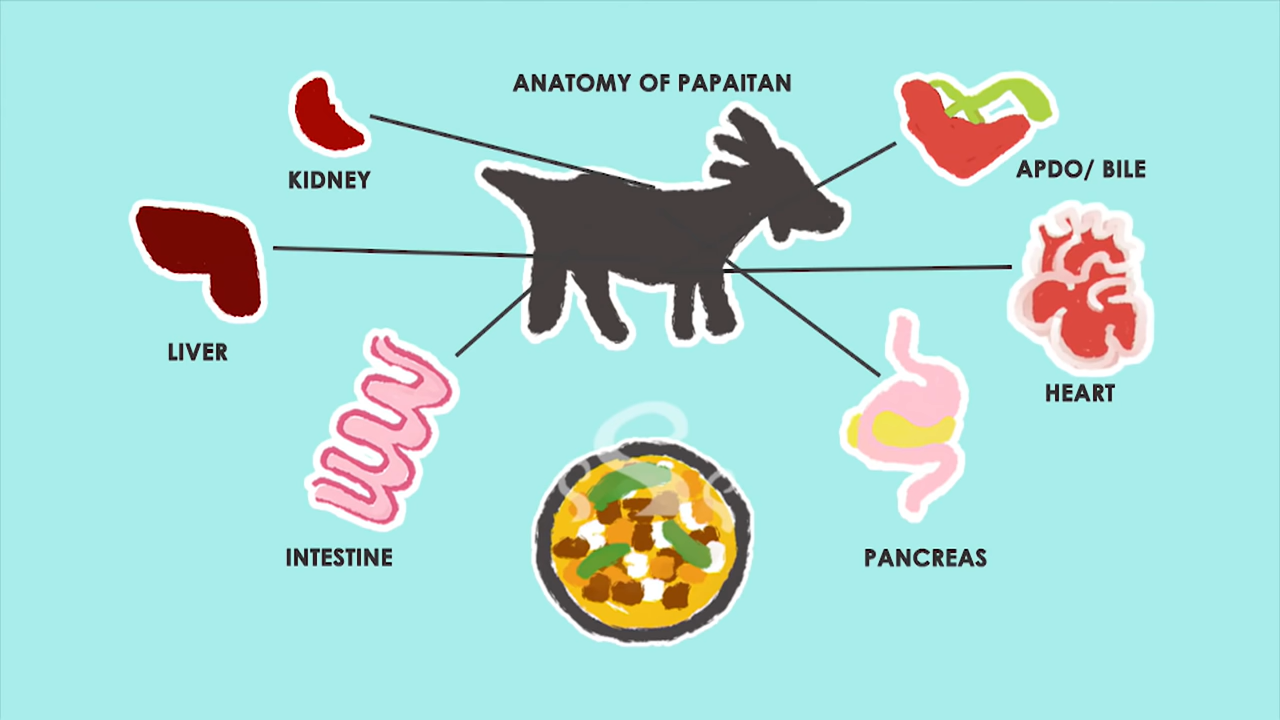 ANATOMY OF PAPAITAN
KIDNEY
APDO/ BILE
LIVER
HEART
INTESTINE
PANCREAS